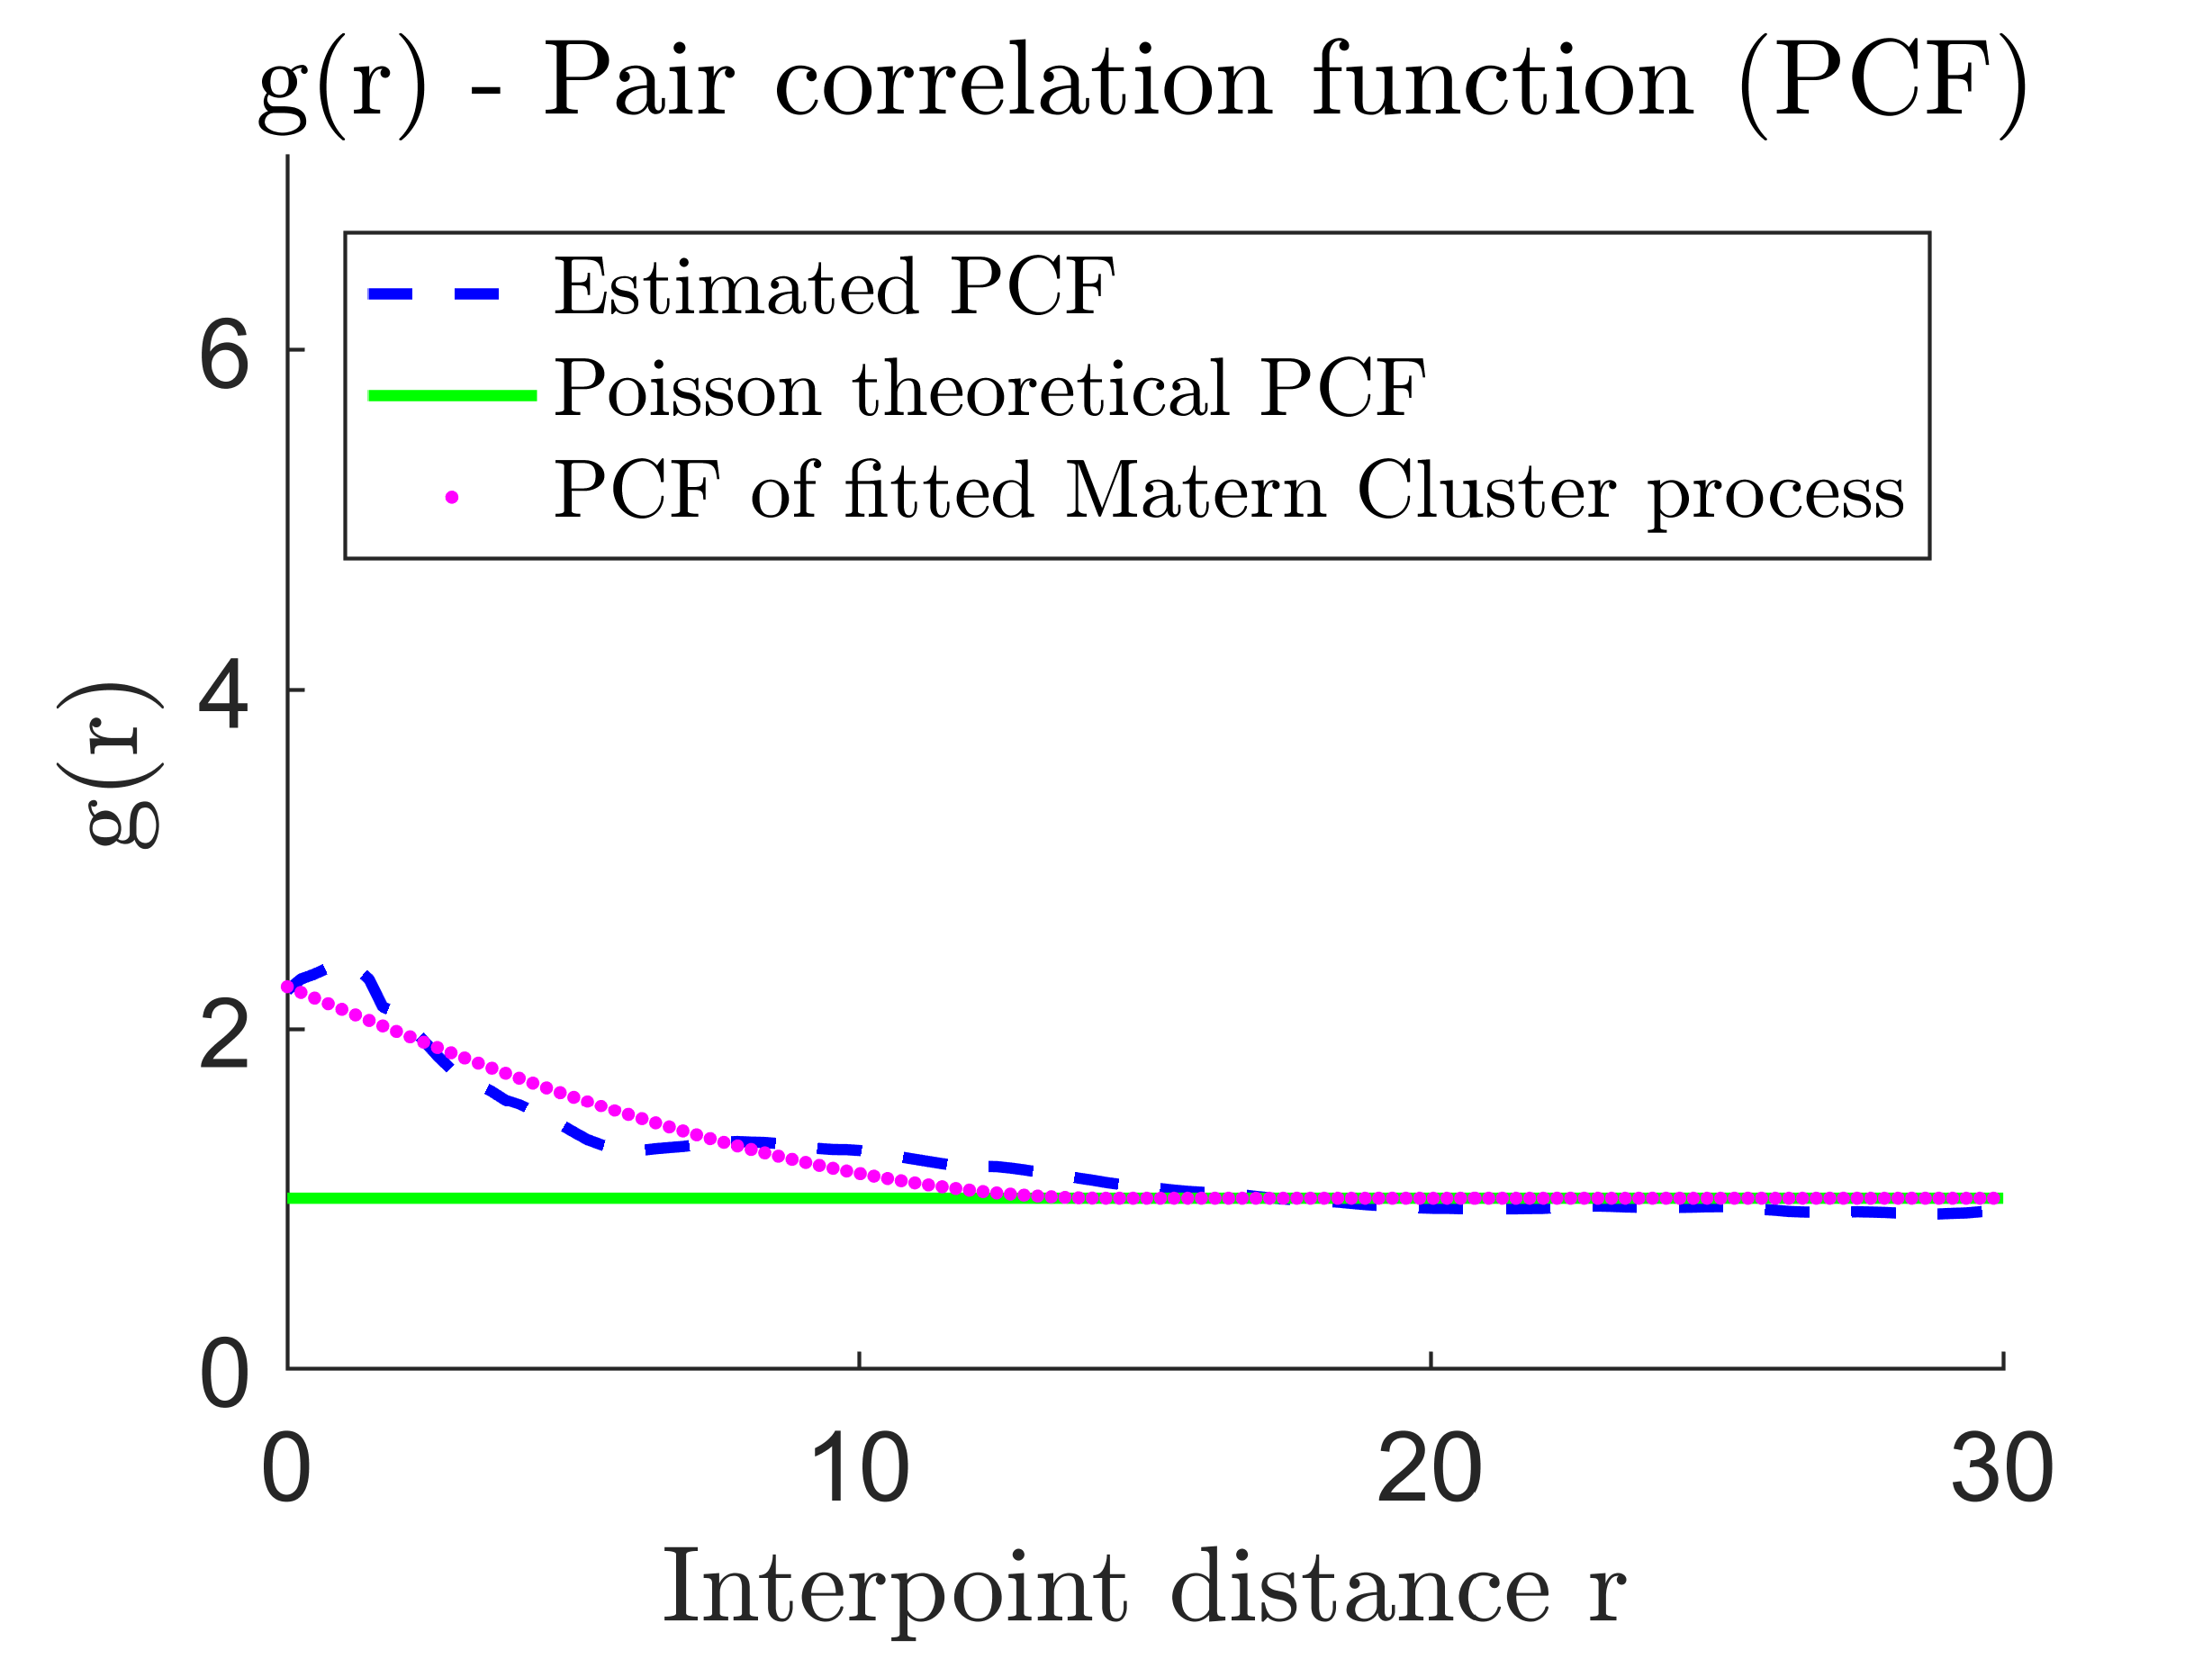 g(r) - Pair correlation function (PCF)
Estimated PCF
Poisson theoretical PCF
PCF of fitted Matern Cluster process
g(r)
6
4
2
0
0 10 20 30
Interpoint distance r